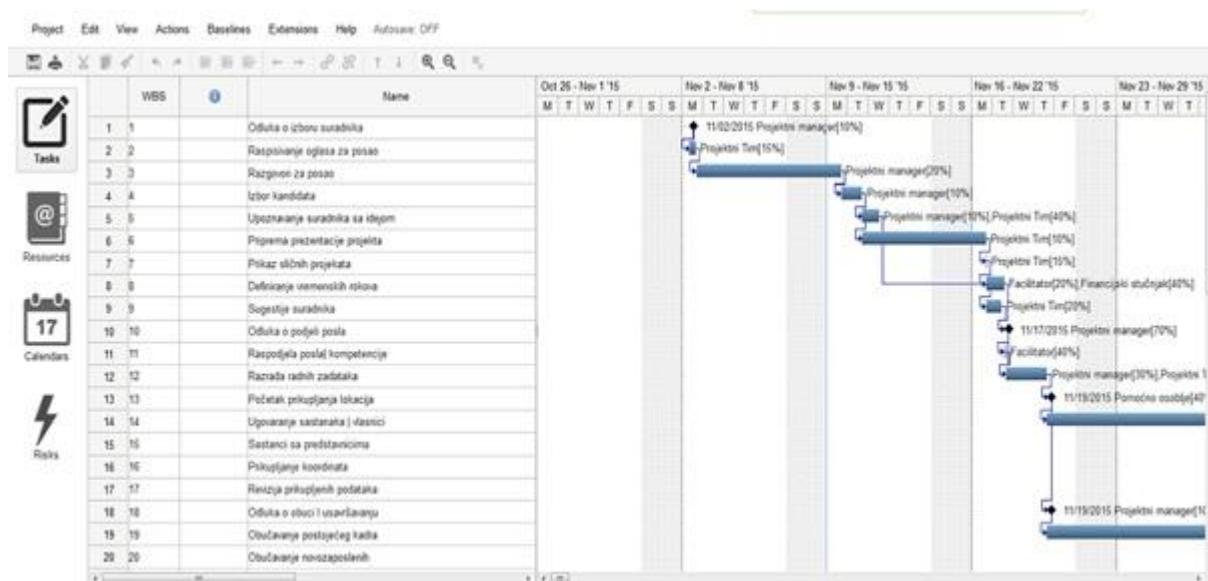 Project Edit View Actions Baselines Extensions Help Autosave: OFF
WBS Name
Oct 26 - Nov 1 '15 Nov 2 - Nov 8 '15 Nov 9 - Nov 15 '15 Nov 16 - Nov 22 '15 Nov 23 - Nov 29 '15
M T W T F S S M T W T F S S M T W T F S S M T W T F S S M T W T
Tasks
Resources
17
Calendars
Risks
1 1 Odluka o izboru suradnika 11/02/2015 Projektni manager[10%]
2 2 Raspisivanje oglasa za posao Projektni Tim[15%]
3 3 Razgovori za posao Projektni manager[20%]
4 4 Izbor kandidata Projektni manager[10%]
5 5 Upoznavanje suradnika sa idejom Projektni manager[10%],Projektni Tim[40%]
6 6 Priprema prezentacije projekta Projektni Tim[10%]
7 7 Prikaz sličnih projekata Projektni Tim[15%]
8 8 Definiranje vremenskih rokova Facilitator[20%],Financijski stučnjak[40%]
9 9 Sugestije suradnika Projektni Tim[20%]
10 10 Odluka o podjeli posla 11/17/2015 Projektni manager[70%]
11 11 Raspodjela posla| kompetencije Facilitator[40%]
12 12 Razrada radnih zadataka Projektni manager[30%],Projektni T
13 13 Početak prikupljanja lokacija 11/19/2015 Pomoćno osoblje[40
14 14 Ugovaranje sastanaka | vlasnici
15 15 Sastanci sa predstavnicima
16 16 Prikupljanje koordinata
17 17 Revizija prikupljenih podataka
18 18 Odluka o obuci I usavršavanju 11/19/2015 Projektni manager[10
19 19 Obučavanje postojećeg kadra
20 20 Obučavanje novozaposlenih